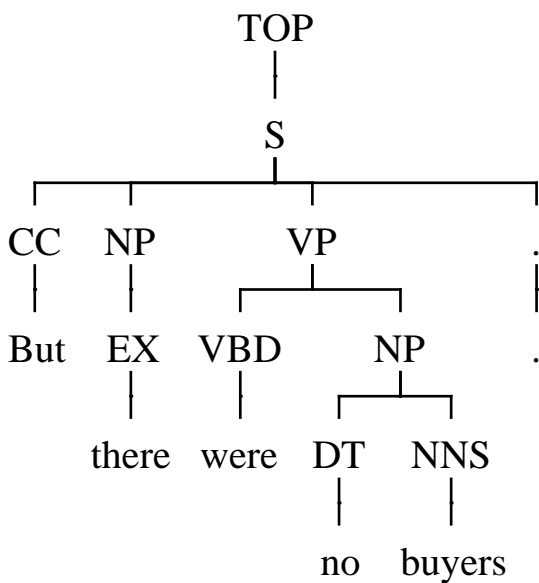 TOP
S
CC NP VP .
But EX VBD NP .
there were DT NNS
no buyers